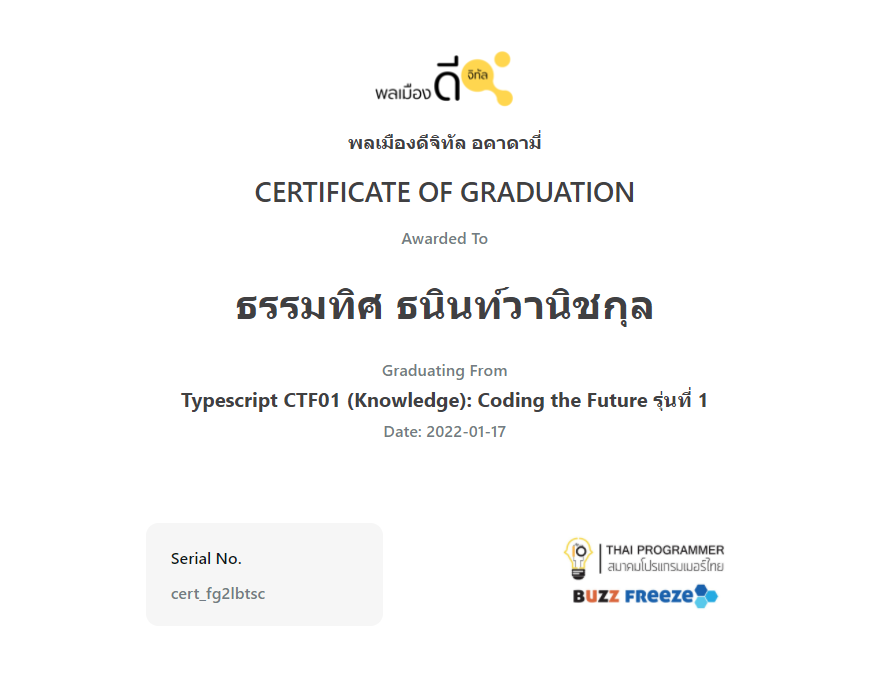 พลเมืองดีจิทัล
พลเมืองดีจิทัล อคาเดมี่
CERTIFICATE OF GRADUATION
Awarded To
ธรรมทิศ ธนินท์วานิชกุล
Graduating From
Typescript CTF01 (Knowledge): Coding the Future รุ่นที่ 1
Date: 2022-01-17
Serial No.
cert_fg2lbtsc
THAI PROGRAMMER
สมาคมโปรแกรมเมอร์ไทย
BUZZ FREEZE